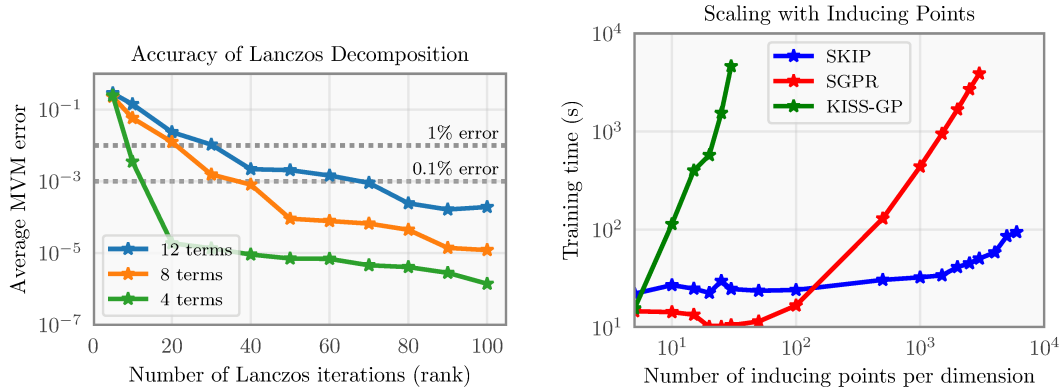 Accuracy of Lanczos Decomposition
Average MVM error
10^−1
10^−3
10^−5
10^−7
1% error
0.1% error
12 terms
8 terms
4 terms
0 20 40 60 80 100
Number of Lanczos iterations (rank)
Scaling with Inducing Points
Training time (s)
10^4
10^3
10^2
10^1
SKIP
SGPR
KISS-GP
10^1 10^2 10^3 10^4
Number of inducing points per dimension